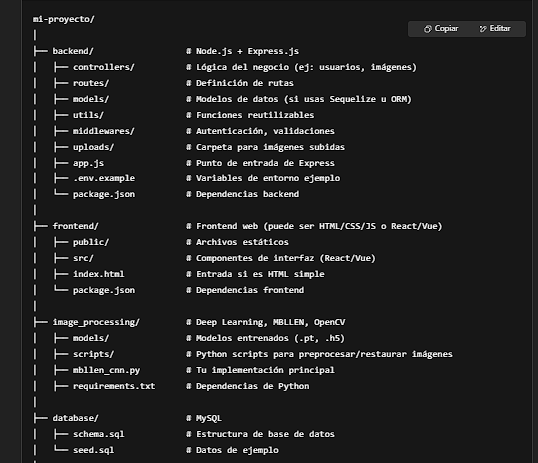 mi-proyecto/
Copiar
Editar
│
├── backend/ # Node.js + Express.js
│   ├── controllers/ # Lógica del negocio (ej: usuarios, imágenes)
│   ├── routes/ # Definición de rutas
│   ├── models/ # Modelos de datos (si usas Sequelize u ORM)
│   ├── utils/ # Funciones reutilizables
│   ├── middlewares/ # Autenticación, validaciones
│   ├── uploads/ # Carpeta para imágenes subidas
│   ├── app.js # Punto de entrada de Express
│   ├── .env.example # Variables de entorno ejemplo
│   └── package.json # Dependencias backend
│
├── frontend/ # Frontend web (puede ser HTML/CSS/JS o React/Vue)
│   ├── public/ # Archivos estáticos
│   ├── src/ # Componentes de interfaz (React/Vue)
│   ├── index.html # Entrada si es HTML simple
│   └── package.json # Dependencias frontend
│
├── image_processing/ # Deep Learning, MBLLEN, OpenCV
│   ├── models/ # Modelos entrenados (.pt, .h5)
│   ├── scripts/ # Python scripts para preprocesar/restaurar imágenes
│   ├── mbllen_cnn.py # Tu implementación principal
│   └── requirements.txt # Dependencias de Python
│
├── database/ # MySQL
│   ├── schema.sql # Estructura de base de datos
│   └── seed.sql # Datos de ejemplo